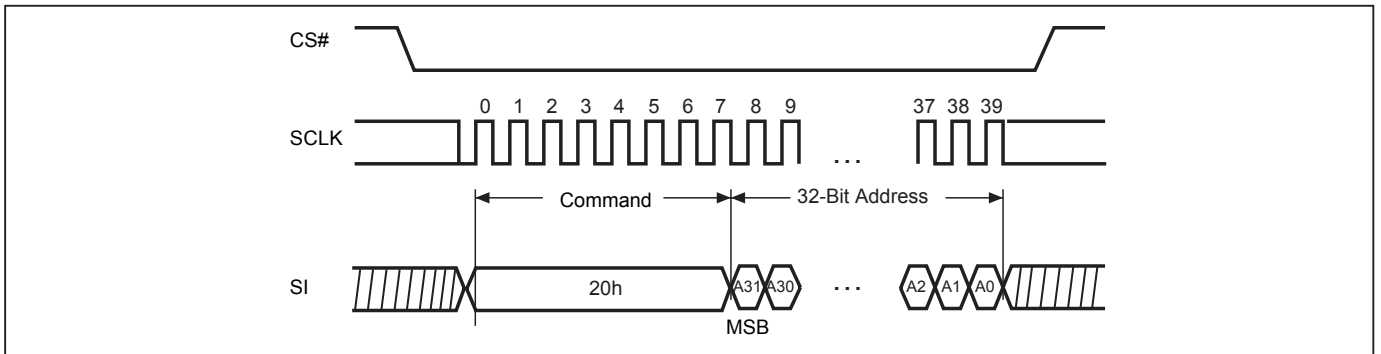 CS#
0 1 2 3 4 5 6 7 8 9 37 38 39
SCLK
...
Command
32-Bit Address
SI
20h
A31 A30 ... A2 A1 A0
MSB